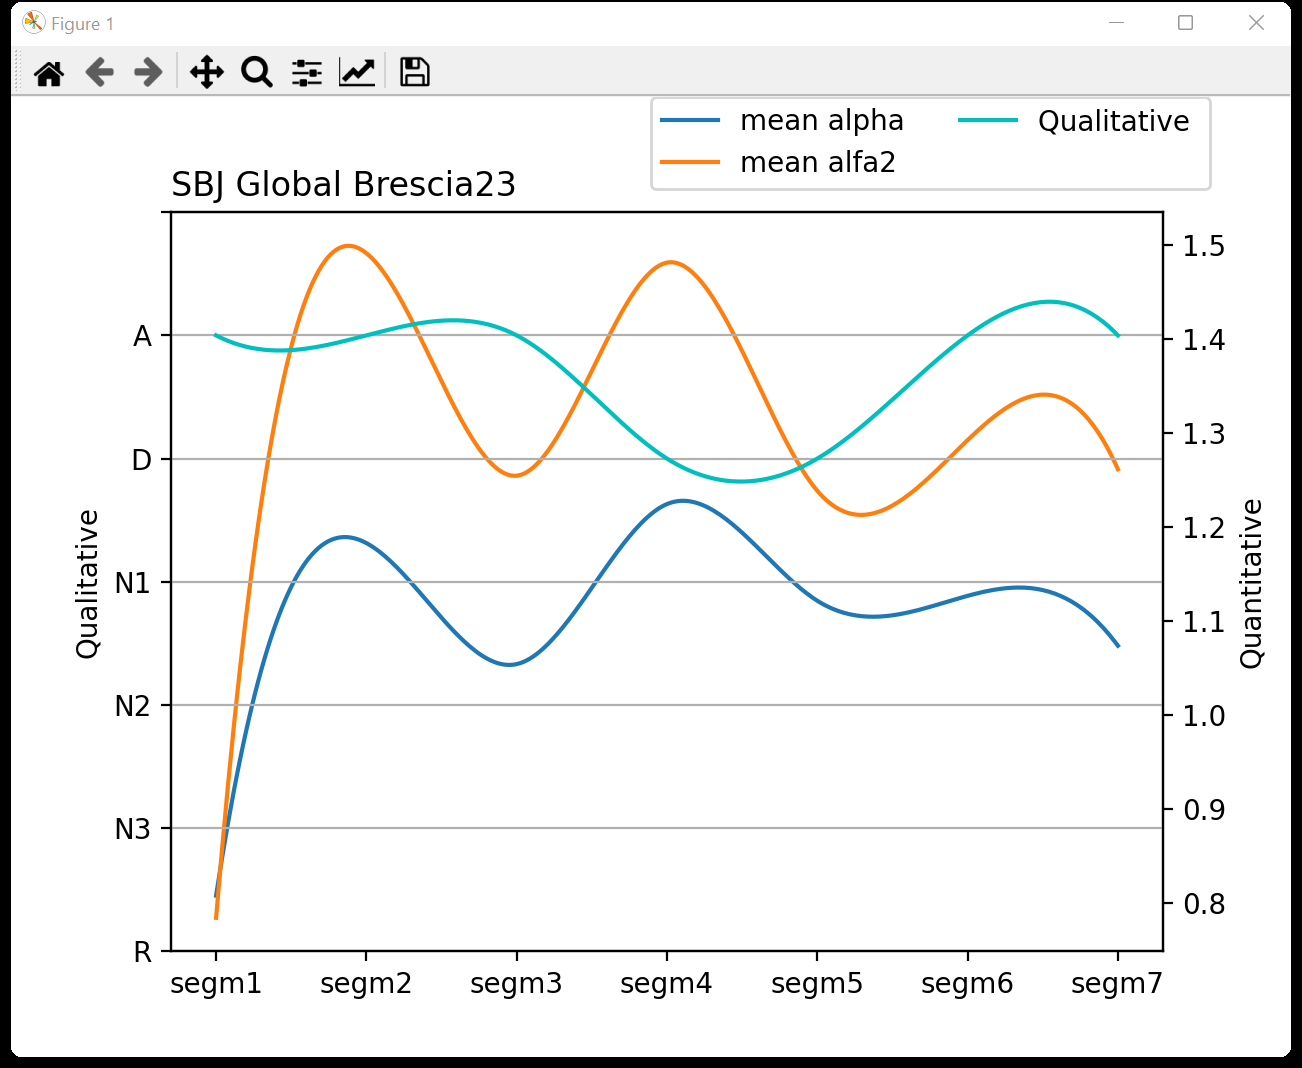 Figure 1
mean alpha
mean alfa2
Qualitative
SBJ Global Brescia23
A
D
N1
N2
N3
R
Qualitative
1.5
1.4
1.3
1.2
1.1
1.0
0.9
0.8
Quantitative
segm1 segm2 segm3 segm4 segm5 segm6 segm7